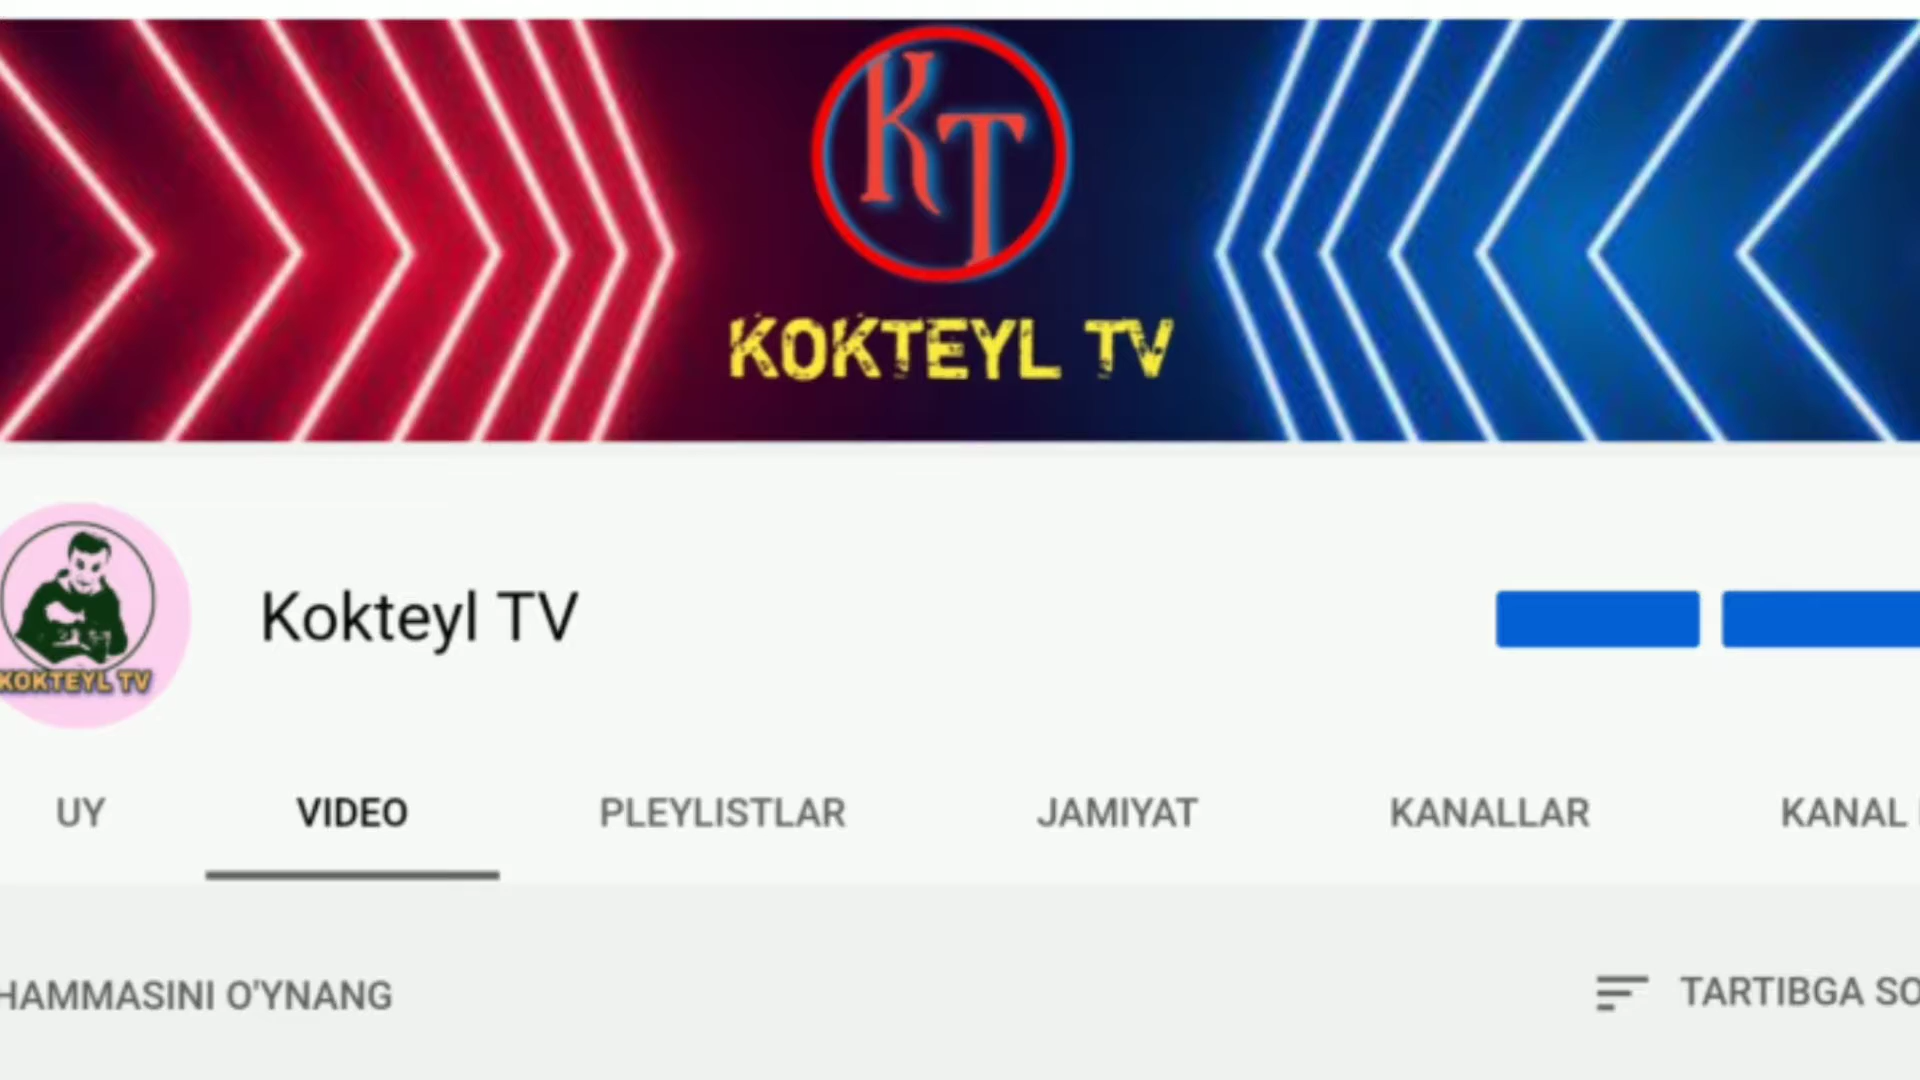 KT
KOKTEYL TV
Kokteyl TV
KOKTEYL TV
UY VIDEO PLEYLISTLAR JAMIYAT KANALLAR KANAL
HAMMASINI O'YNANG TARTIBGA SO